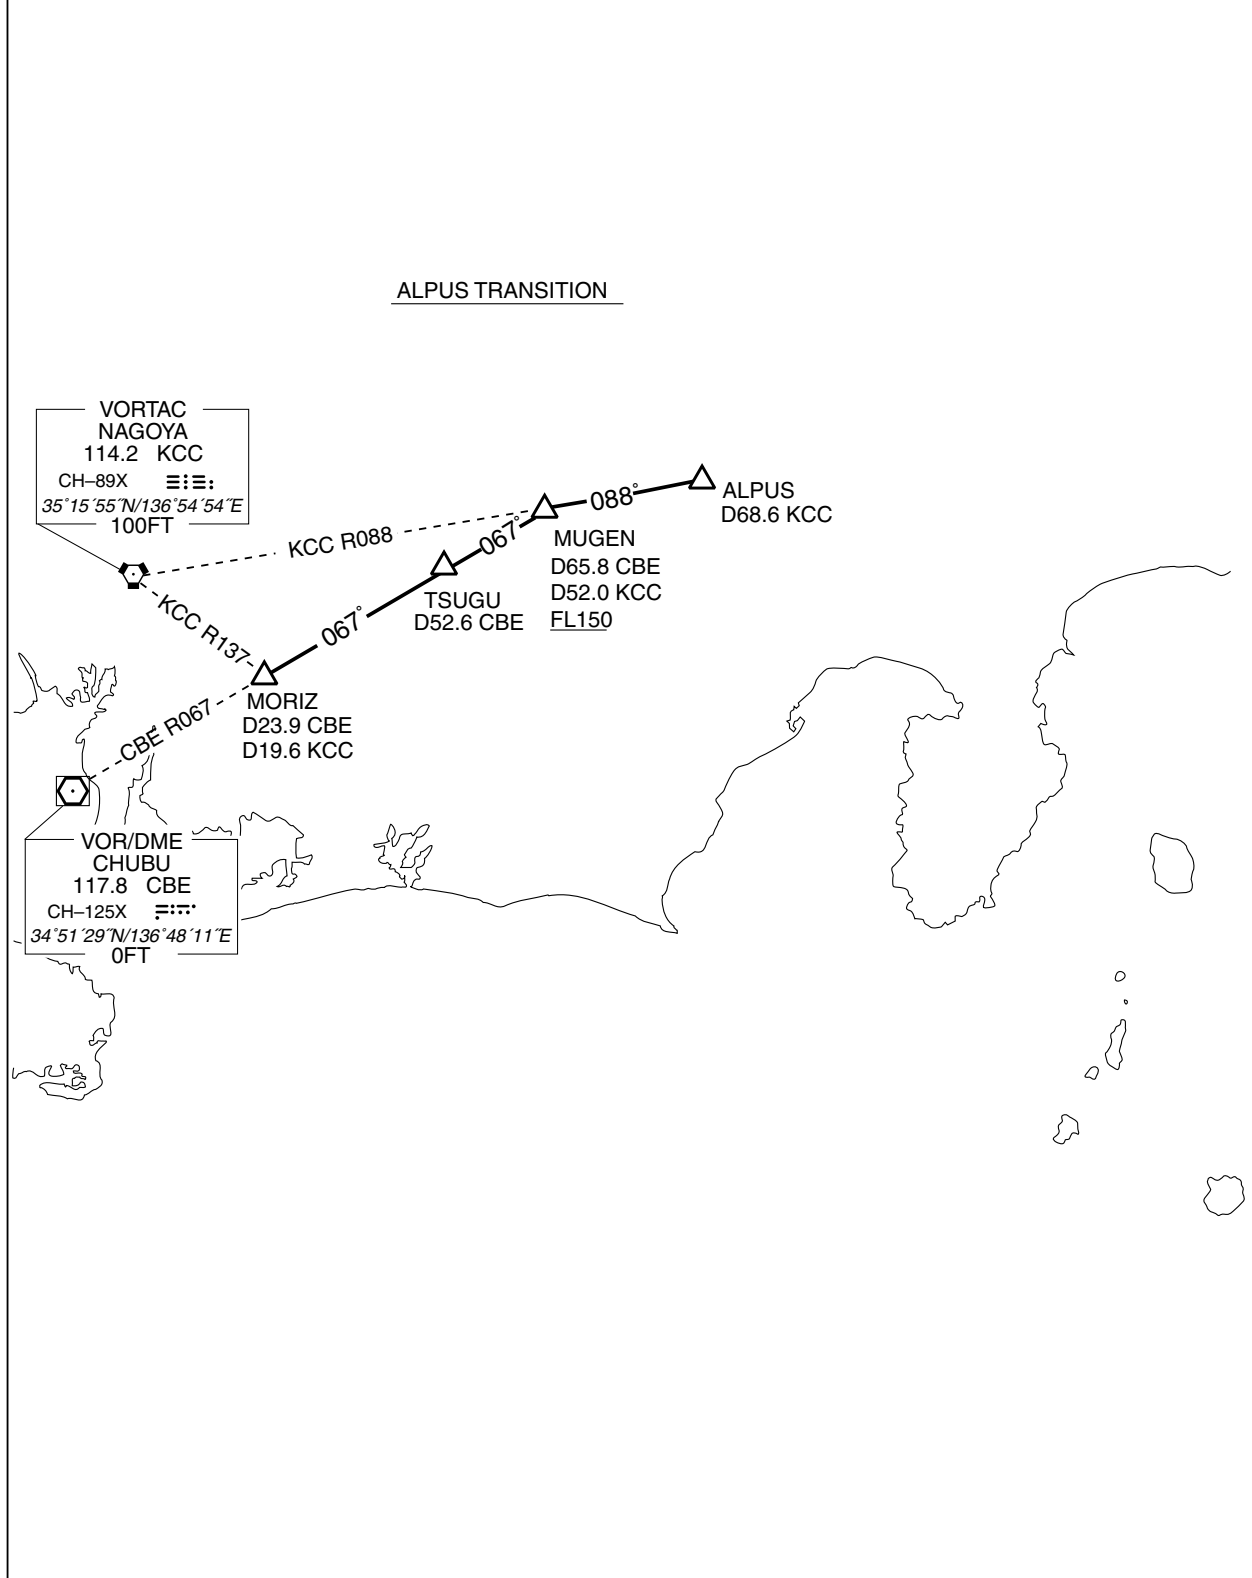 ALPUS TRANSITION
VORTAC
NAGOYA
114.2 KCC
CH–89X
35°15´55˝N/136°54´54˝E
100FT
KCC R088
067°
088°
ALPUS
D68.6 KCC
MUGEN
D65.8 CBE
D52.0 KCC
FL150
TSUGU
D52.6 CBE
067°
KCC R137
MORIZ
D23.9 CBE
D19.6 KCC
CBE R067
VOR/DME
CHUBU
117.8 CBE
CH–125X
34°51´29˝N/136°48´11˝E
0FT